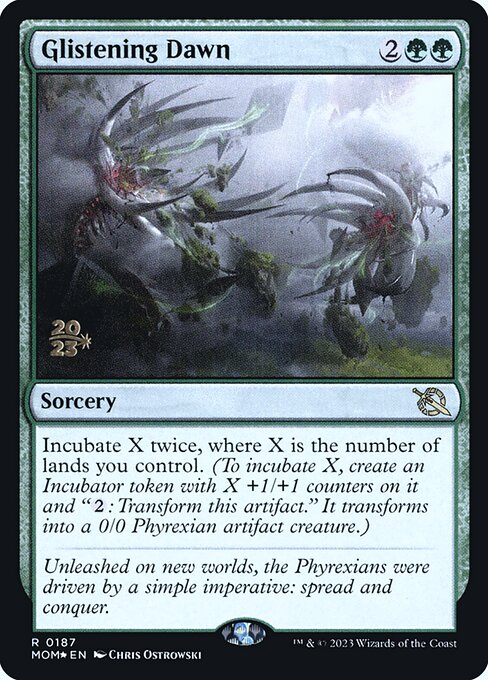 Glistening Dawn 2
20
23
Sorcery
Incubate X twice, where X is the number of
lands you control. (To incubate X, create an
Incubator token with X +1/+1 counters on it
and “2: Transform this artifact.” It transforms
into a 0/0 Phyrexian artifact creature.)
Unleashed on new worlds, the Phyrexians were
driven by a simple imperative: spread and
conquer.
R 0187
MOM★EN Chris Ostrowski
™ & © 2023 Wizards of the Coast